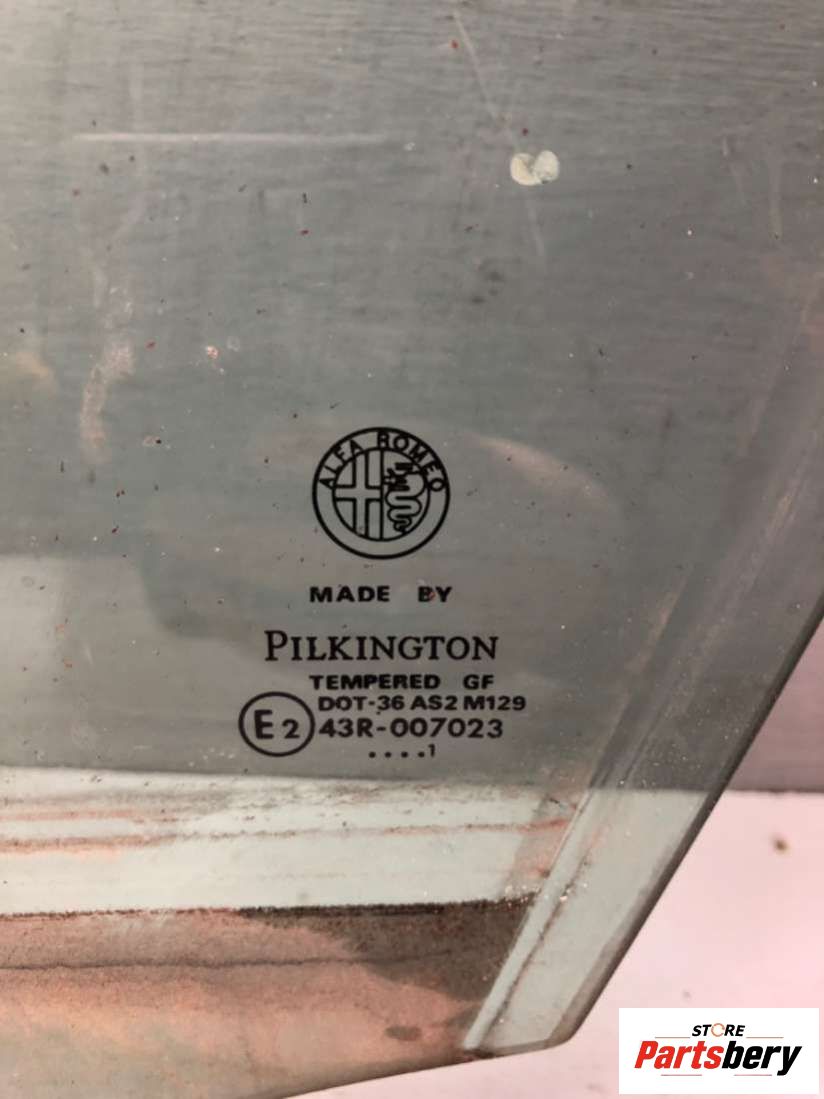 ALFA ROMEO
MADE BY
PILKINGTON
TEMPERED GF
DOT-36 AS2 M129
E2 43R-007023
....1
STORE
Partsbery